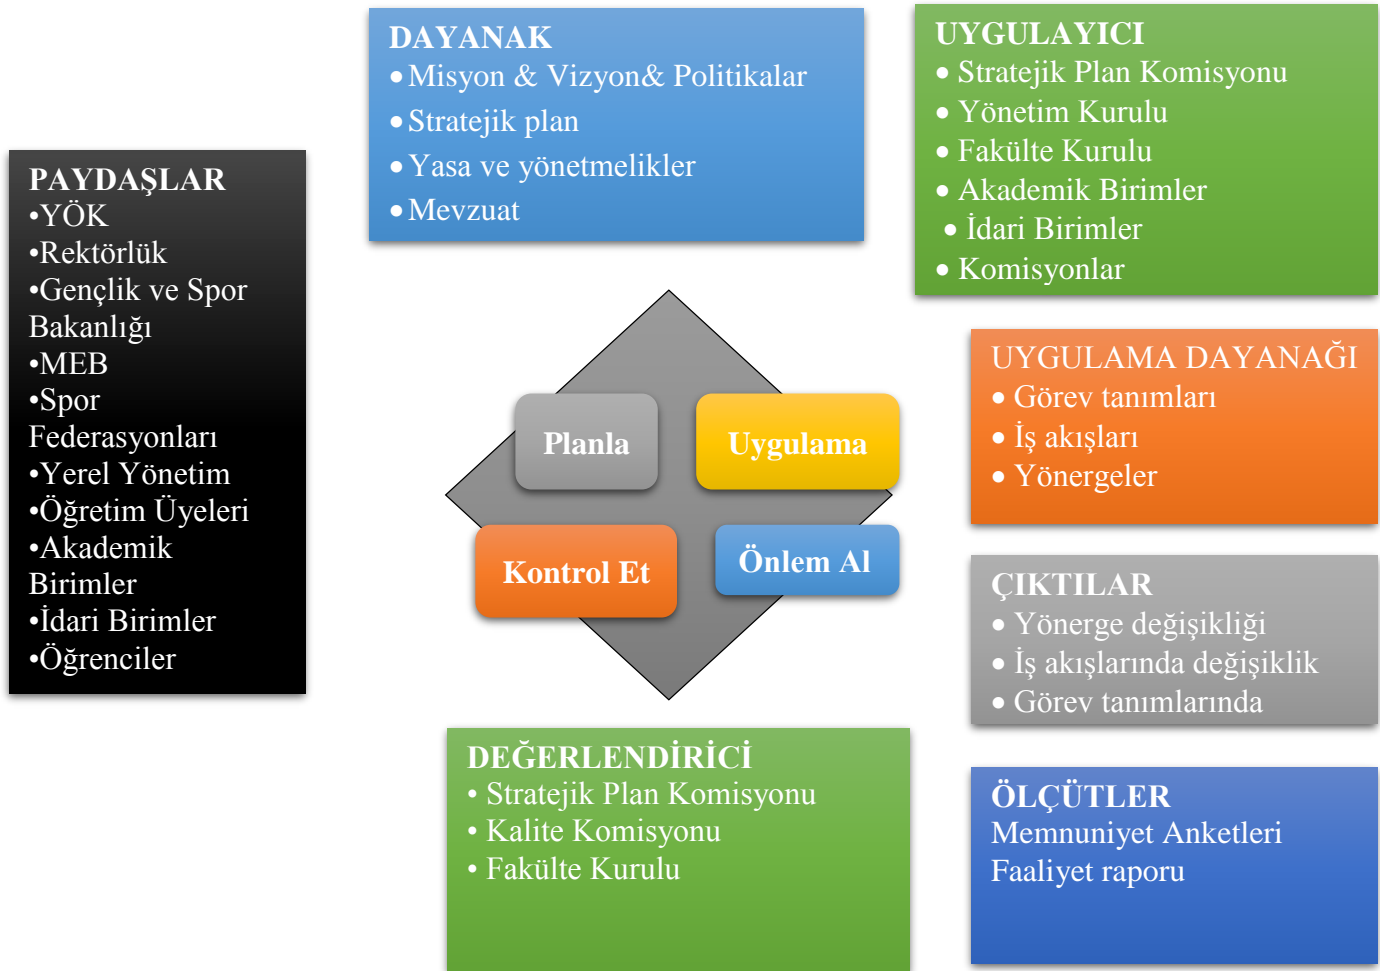 PAYDAŞLAR
•YÖK
•Rektörlük
•Gençlik ve Spor
Bakanlığı
•MEB
•Spor
Federasyonları
•Yerel Yönetim
•Öğretim Üyeleri
•Akademik
Birimler
•İdari Birimler
•Öğrenciler
DAYANAK
•Misyon & Vizyon& Politikalar
•Stratejik plan
•Yasa ve yönetmelikler
•Mevzuat
UYGULAYICI
• Stratejik Plan Komisyonu
• Yönetim Kurulu
• Fakülte Kurulu
• Akademik Birimler
• İdari Birimler
• Komisyonlar
Planla
Uygulama
Kontrol Et
Önlem Al
UYGULAMA DAYANAĞI
• Görev tanımları
• İş akışları
• Yönergeler
ÇIKTILAR
• Yönerge değişikliği
• İş akışlarında değişiklik
• Görev tanımlarında
DEĞERLENDİRİCİ
• Stratejik Plan Komisyonu
• Kalite Komisyonu
• Fakülte Kurulu
ÖLÇÜTLER
Memnuniyet Anketleri
Faaliyet raporu